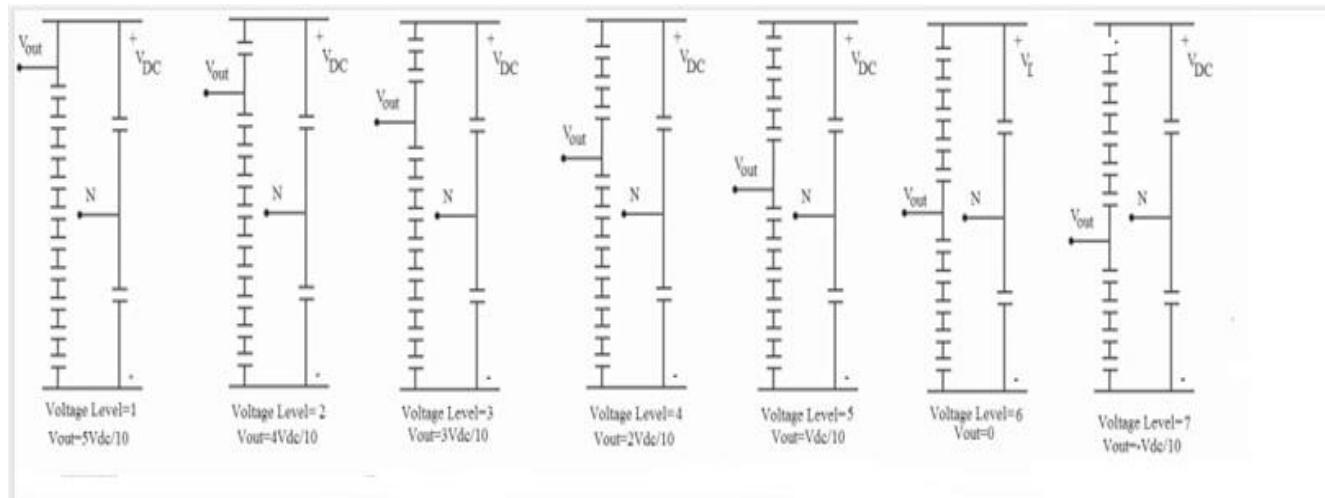 Vout
+
VDC
N
+
Voltage Level=1
Vout=5Vdc/10
Vout
+
VDC
N
-
Voltage Level=2
Vout=4Vdc/10
Vout
+
VDC
N
-
Voltage Level=3
Vout=3Vdc/10
Vout
+
VDC
N
-
Voltage Level=4
Vout=2Vdc/10
Vout
+
VDC
N
-
Voltage Level=5
Vout=Vdc/10
Vout
+
N
-
Voltage Level=6
Vout=0
Vout
+
VDC
N
-
Voltage Level=7
Vout=-Vdc/10